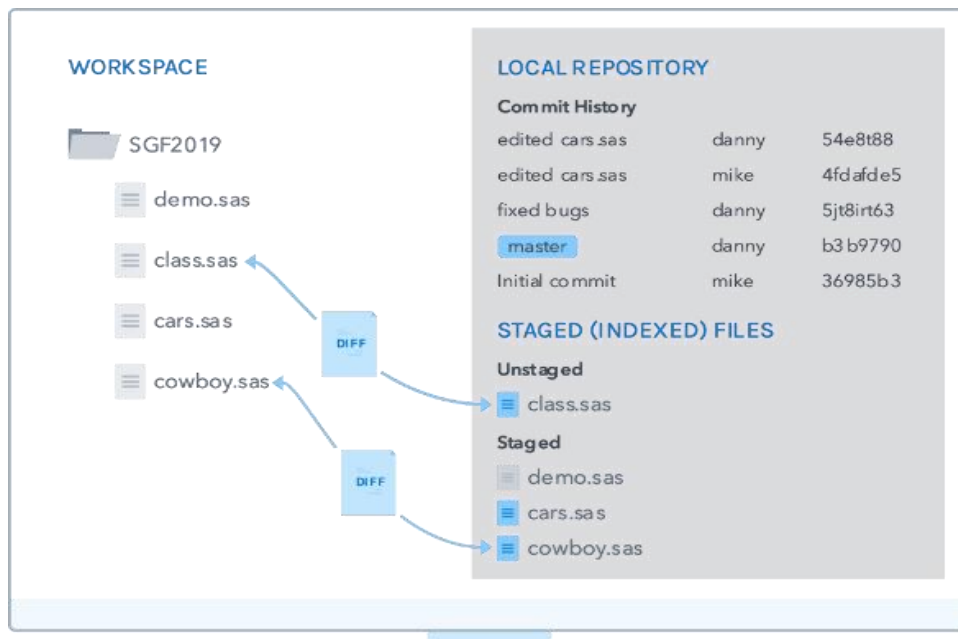 WORKSPACE
SGF2019
demo.sas
class.sas
cars.sas
cowboy.sas
DIFF
DIFF
LOCAL REPOSITORY
Commit History
edited cars.sas danny 54e8t88
edited cars.sas mike 4fdafde5
fixed bugs danny 5jt8irt63
master danny b3b9790
Initial commit mike 36985b3
STAGED (INDEXED) FILES
Unstaged
class.sas
Staged
demo.sas
cars.sas
cowboy.sas